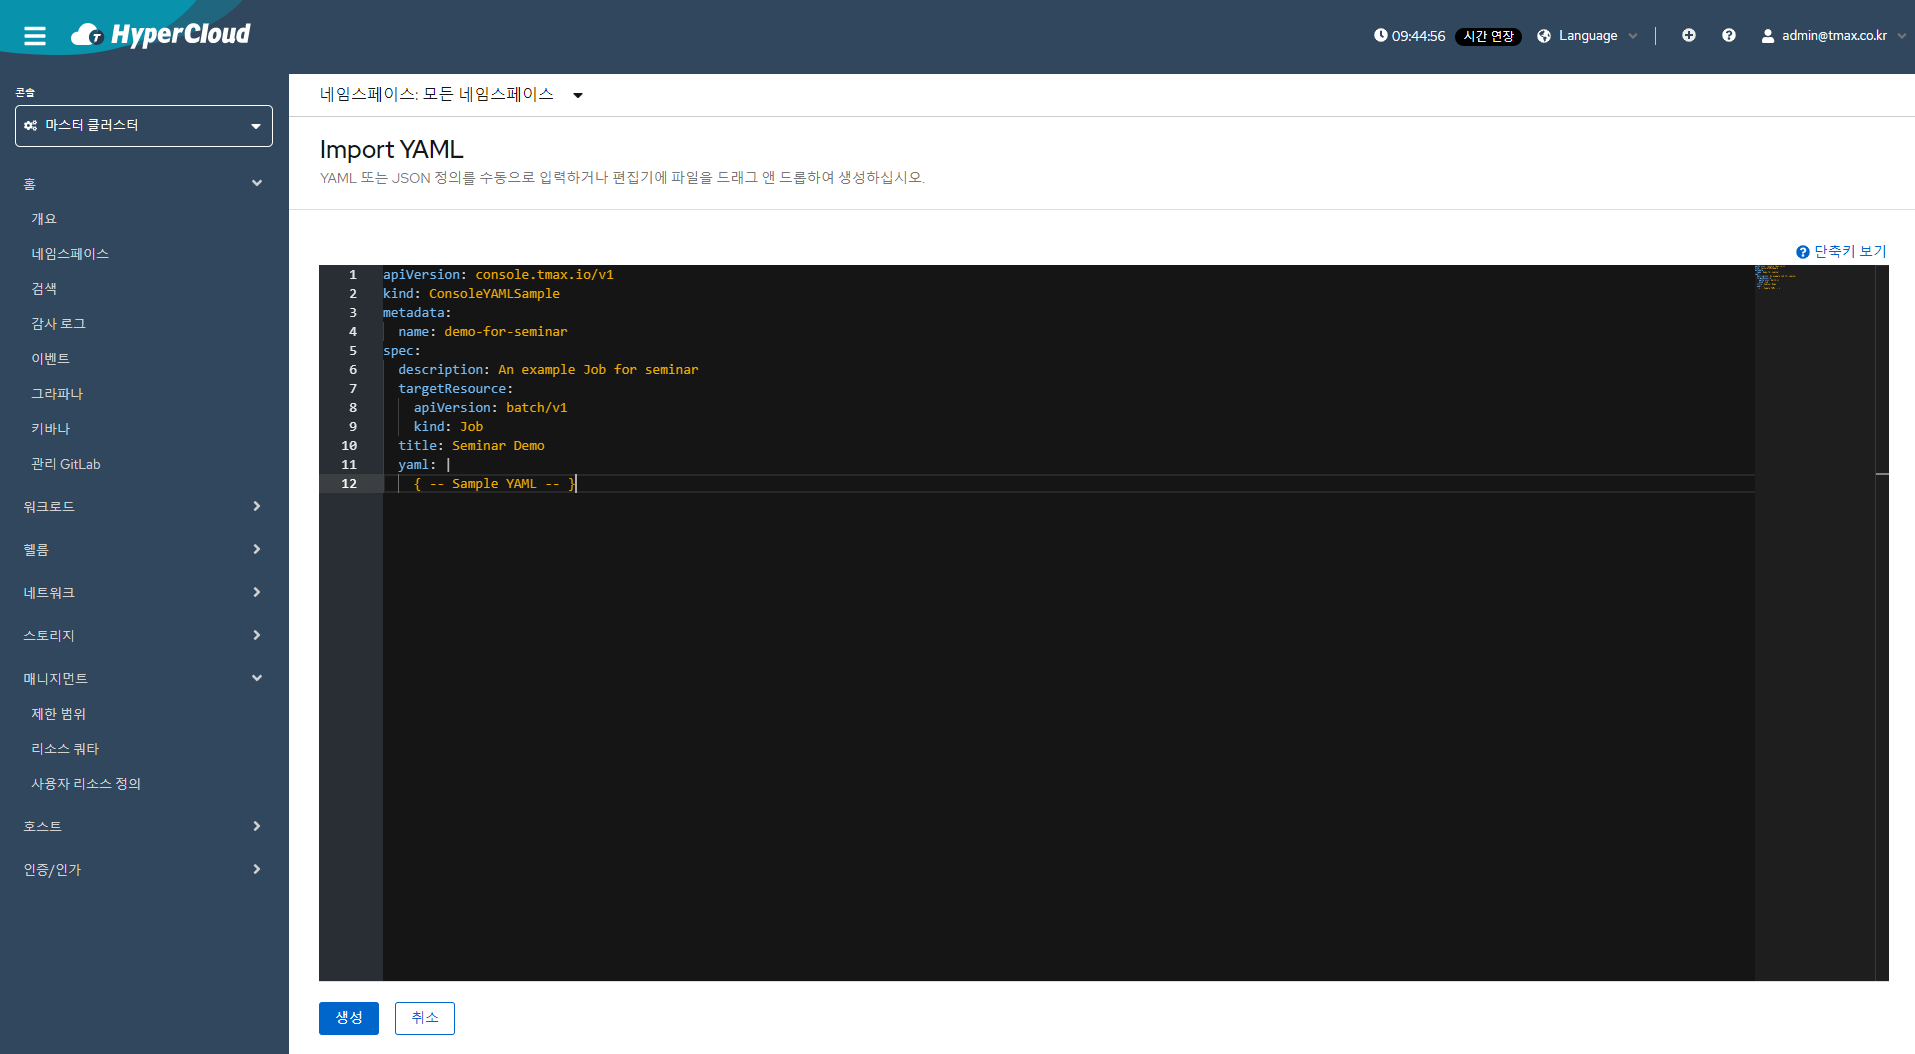 HyperCloud
09:44:56 시간 연장 Language admin@tmax.co.kr
콘솔
마스터 클러스터
홈
개요
네임스페이스
검색
감사 로그
이벤트
그라파나
키바나
관리 GitLab
워크로드
헬름
네트워크
스토리지
매니지먼트
제한 범위
리소스 쿼타
사용자 리소스 정의
호스트
인증/인가
네임스페이스: 모든 네임스페이스
Import YAML
YAML 또는 JSON 정의를 수동으로 입력하거나 편집기에 파일을 드래그 앤 드롭하여 생성하십시오.
단축키 보기
1 apiVersion: console.tmax.io/v1
2 kind: ConsoleYAMLSample
3 metadata:
4 name: demo-for-seminar
5 spec:
6 description: An example Job for seminar
7 targetResource:
8 apiVersion: batch/v1
9 kind: Job
10 title: Seminar Demo
11 yaml: |
12 { -- Sample YAML -- }
생성 취소